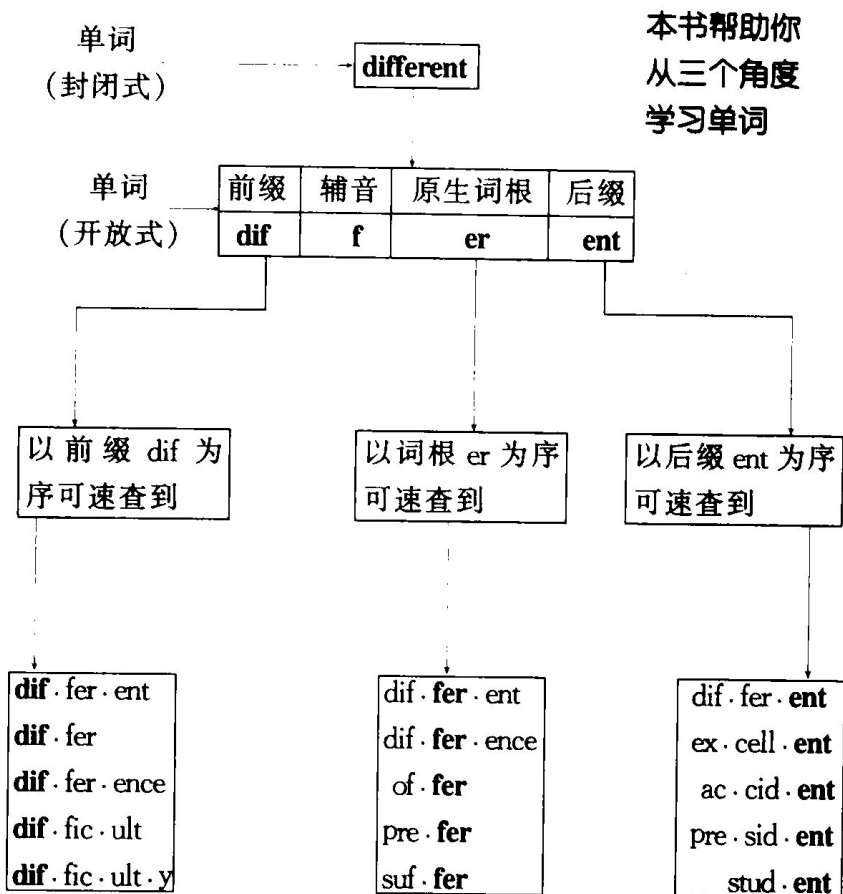 本书帮助你
从三个角度
学习单词
单词
(封闭式)
different
单词
(开放式)
前缀 辅音 原生词根 后缀
dif f er ent
以前缀 dif 为
序可速查到
以词根 er 为序
可速查到
以后缀 ent 为序
可速查到
dif·fer·ent
dif·fer
dif·fer·ence
dif·fic·ult
dif·fic·ult·y
dif·fer·ent
dif·fer·ence
of·fer
pre·fer
suf·fer
dif·fer·ent
ex·cell·ent
ac·cid·ent
pre·sid·ent
stud·ent